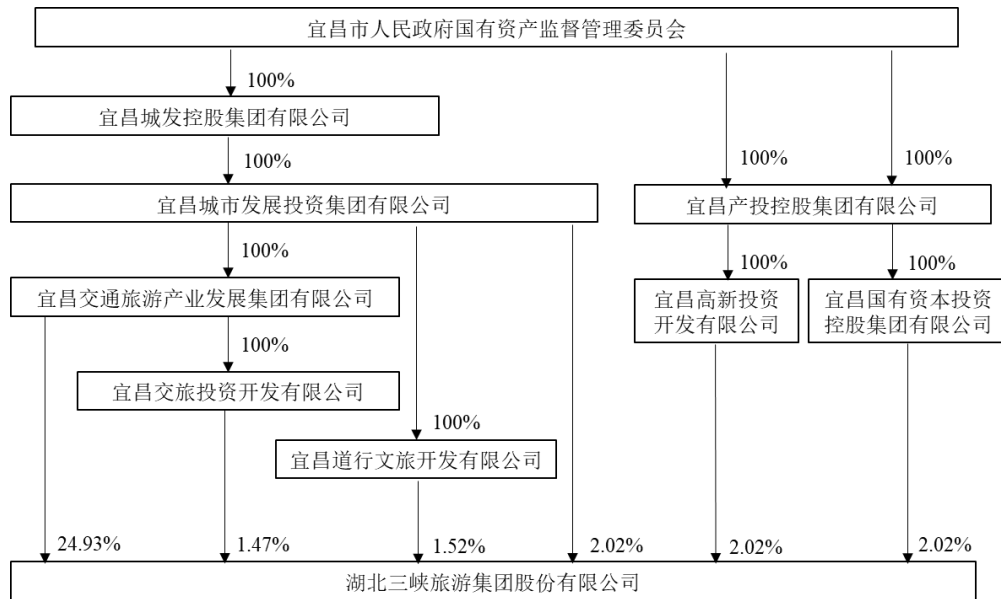 宜昌市人民政府国有资产监督管理委员会
100%
宜昌城发控股集团有限公司
100%
100%
100%
宜昌城市发展投资集团有限公司
宜昌产投控股集团有限公司
100%
100%
100%
宜昌交通旅游产业发展集团有限公司
宜昌高新投资
开发有限公司
宜昌国有资本投资
控股集团有限公司
100%
宜昌交旅投资开发有限公司
100%
宜昌道行文旅开发有限公司
24.93%
1.47%
1.52%
2.02%
2.02%
2.02%
湖北三峡旅游集团股份有限公司